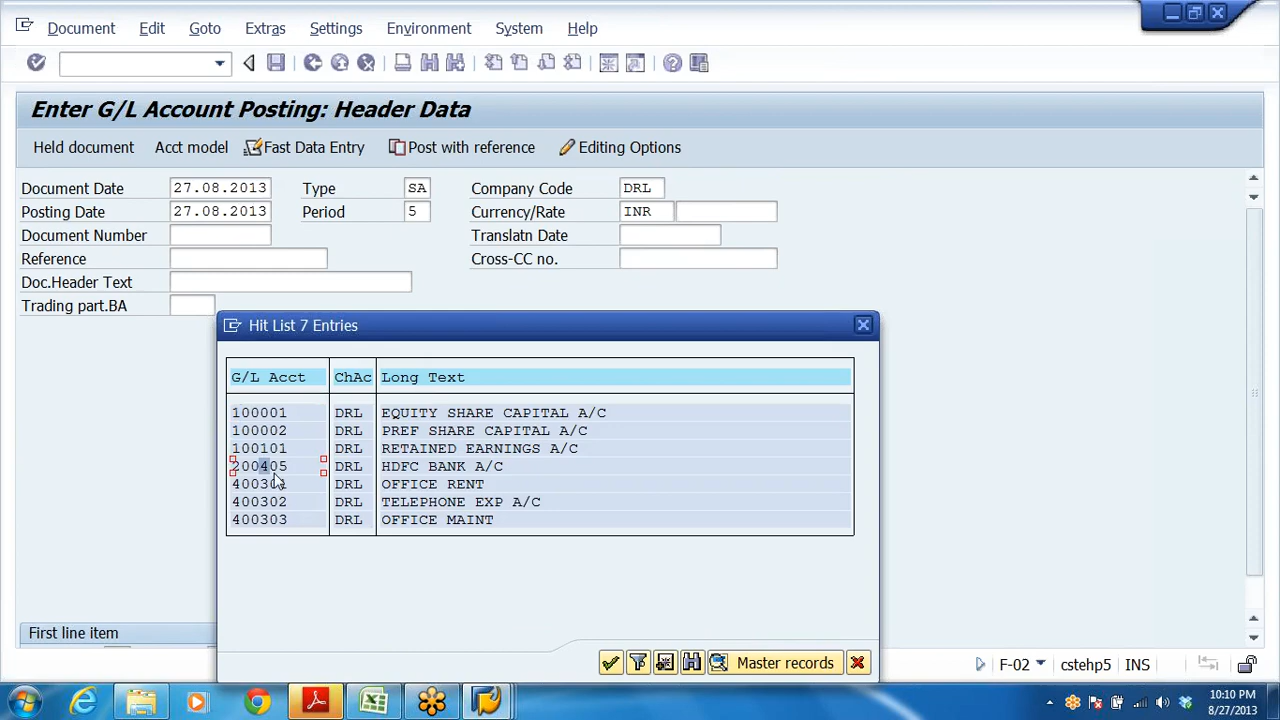 Document Edit Goto Extras Settings Environment System Help
Enter G/L Account Posting: Header Data
Held document Acct model Fast Data Entry Post with reference Editing Options
Document Date 27.08.2013 Type SA Company Code DRL
Posting Date 27.08.2013 Period 5 Currency/Rate INR
Document Number Translatn Date
Reference Cross-CC no.
Doc.Header Text
Trading part.BA
Hit List 7 Entries
G/L Acct ChAc Long Text
100001 DRL EQUITY SHARE CAPITAL A/C
100002 DRL PREF SHARE CAPITAL A/C
100101 DRL RETAINED EARNINGS A/C
200405 DRL HDFC BANK A/C
400301 DRL OFFICE RENT
400302 DRL TELEPHONE EXP A/C
400303 DRL OFFICE MAINT
First line item
Master records
F-02 cstehp5 INS
10:10 PM
8/27/2013